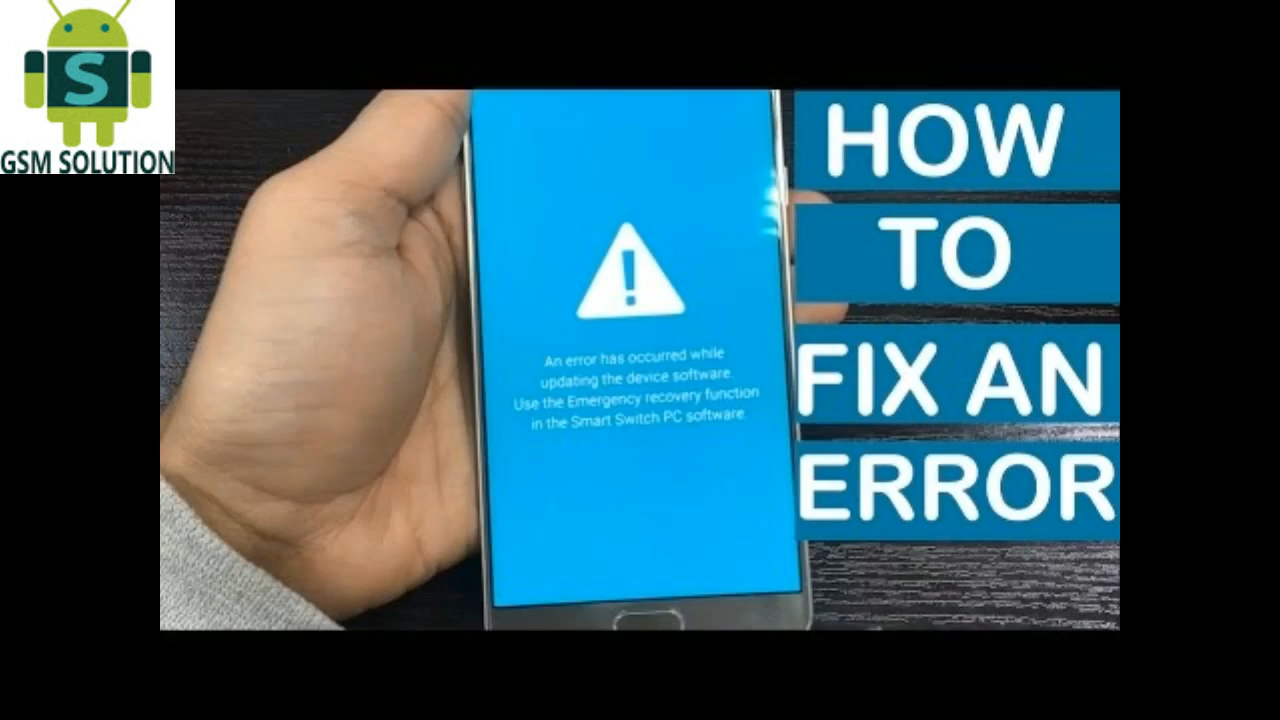 S
GSM SOLUTION
HOW
TO
FIX AN
ERROR
An error has occurred while
updating the device software.
Use the Emergency recovery function
in the Smart Switch PC software.